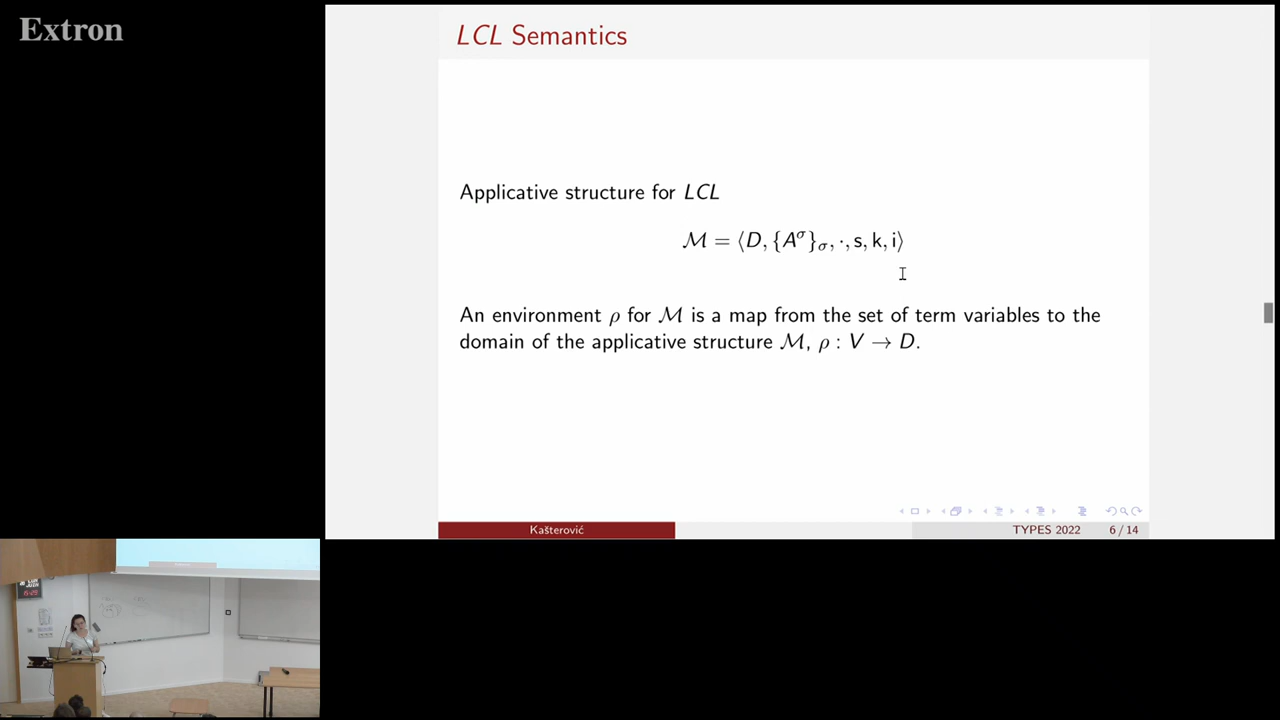 Extron
LCL Semantics
Applicative structure for LCL
ℳ = ⟨D, {A^σ}_σ, ·, s, k, i⟩
An environment ρ for ℳ is a map from the set of term variables to the
domain of the applicative structure ℳ, ρ : V → D.
Kašterović
TYPES 2022
6 / 14